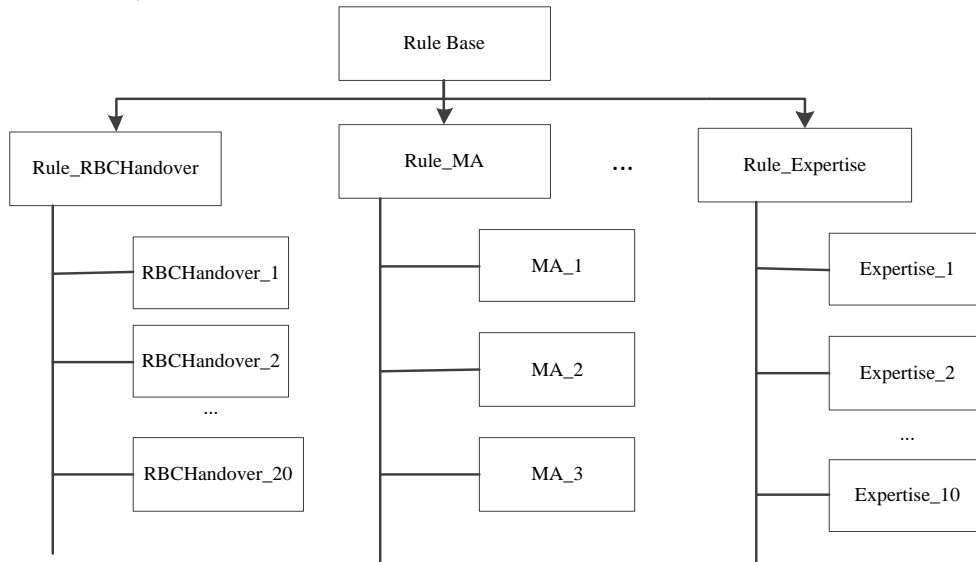 Rule Base
Rule_RBCHandover
Rule_MA
...
Rule_Expertise
RBCHandover_1
MA_1
Expertise_1
RBCHandover_2
MA_2
Expertise_2
...
...
RBCHandover_20
MA_3
Expertise_10